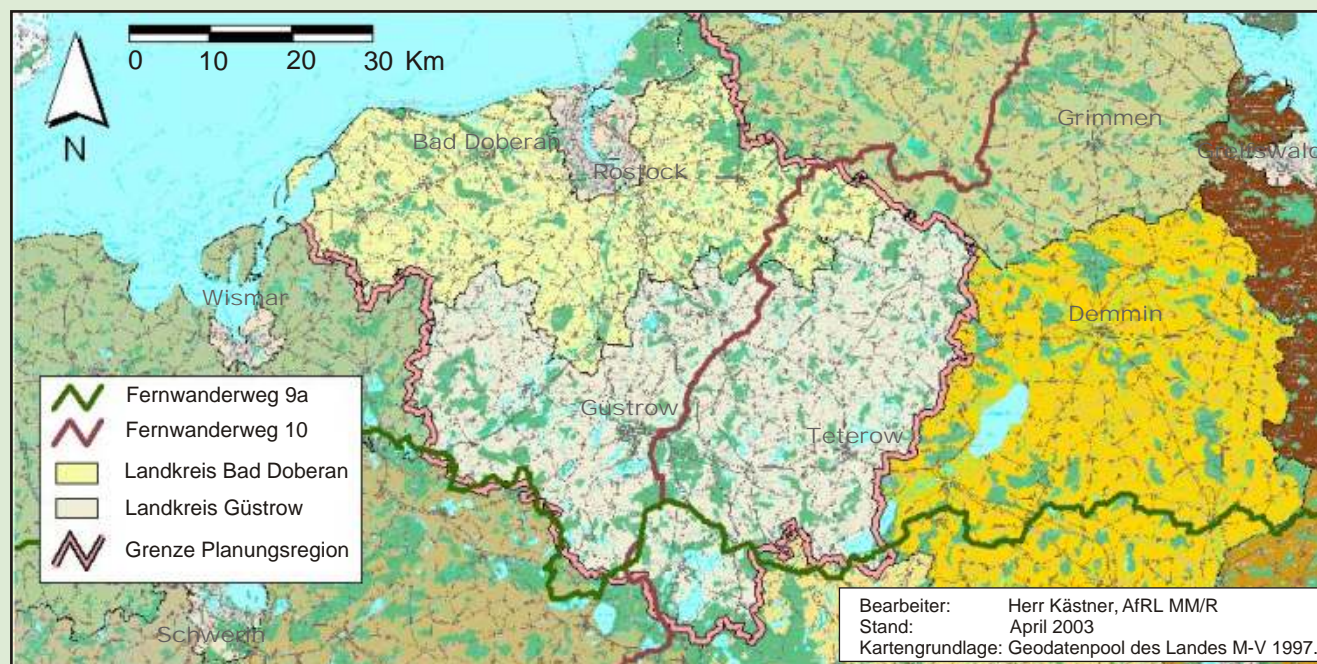 0 10 20 30 Km
N
Bad Doberan
Rostock
Grimmen
Wismar
Demmin
Güstrow
Teterow
Schwerin
Fernwanderweg 9a
Fernwanderweg 10
Landkreis Bad Doberan
Landkreis Güstrow
Grenze Planungsregion
Bearbeiter: Herr Kästner, AfRL MM/R
Stand: April 2003
Kartengrundlage: Geodatenpool des Landes M-V 1997.